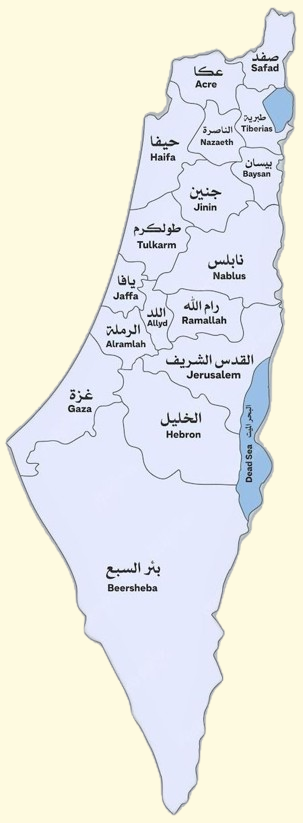 صفد
Safad
عكا
Acre
طبرية
Tiberias
الناصرة
Nazaeth
حيفا
Haifa
بيسان
Baysan
جنين
Jinin
طولكرم
Tulkarm
نابلس
Nablus
يافا
Jaffa
اللد
Allyd
رام الله
Ramallah
الرملة
Alramlah
القدس الشريف
Jerusalem
غزة
Gaza
الخليل
Hebron
البحر الميت
Dead Sea
بئر السبع
Beersheba